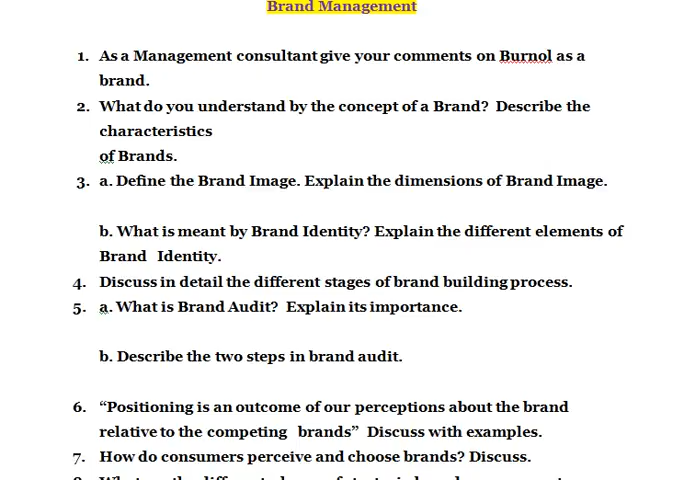 Brand Management
1. As a Management consultant give your comments on Burnol as a
brand.
2. What do you understand by the concept of a Brand? Describe the
characteristics
of Brands.
3. a. Define the Brand Image. Explain the dimensions of Brand Image.
b. What is meant by Brand Identity? Explain the different elements of
Brand Identity.
4. Discuss in detail the different stages of brand building process.
5. a. What is Brand Audit? Explain its importance.
b. Describe the two steps in brand audit.
6. “Positioning is an outcome of our perceptions about the brand
relative to the competing brands” Discuss with examples.
7. How do consumers perceive and choose brands? Discuss.